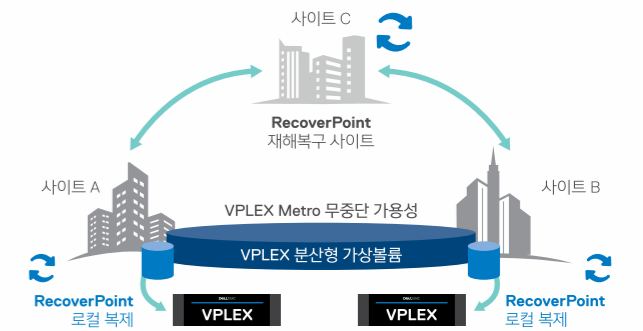 사이트 C
RecoverPoint
재해복구 사이트
사이트 A
사이트 B
VPLEX Metro 무중단 가용성
VPLEX 분산형 가상볼륨
RecoverPoint
로컬 복제
DELLEMC
VPLEX
DELLEMC
VPLEX
RecoverPoint
로컬 복제